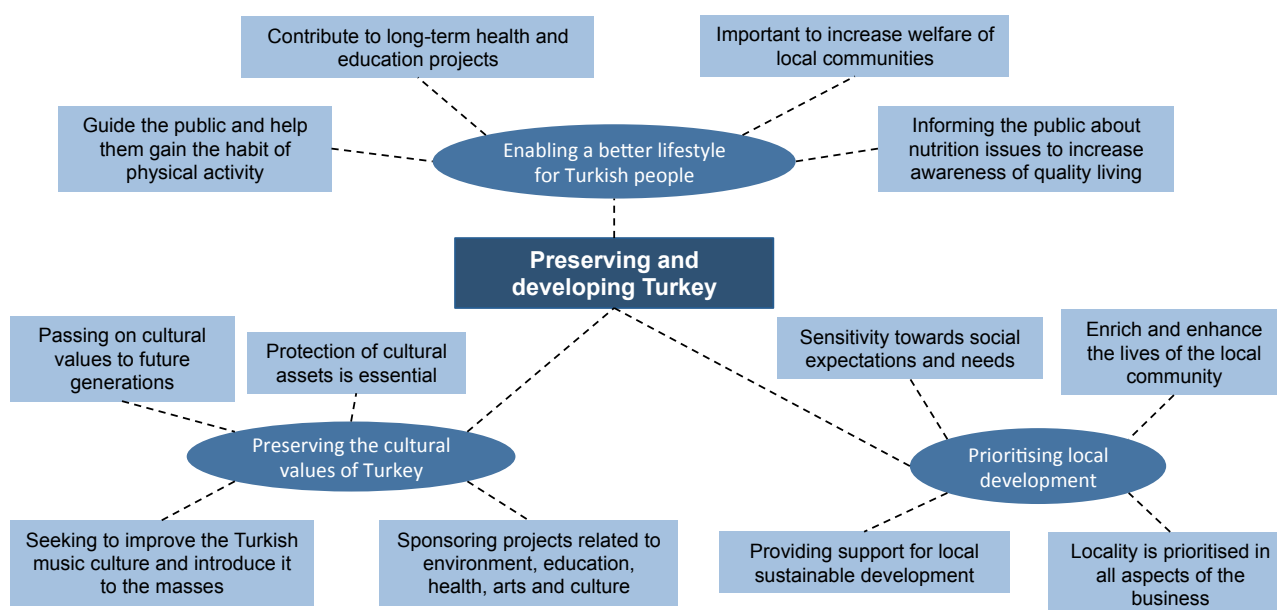 Contribute to long-term health and
education projects
Important to increase welfare of
local communities
Guide the public and help
them gain the habit of
physical activity
Enabling a better lifestyle
for Turkish people
Informing the public about
nutrition issues to increase
awareness of quality living
Preserving and
developing Turkey
Passing on cultural
values to future
generations
Protection of cultural
assets is essential
Sensitivity towards social
expectations and needs
Enrich and enhance
the lives of the local
community
Preserving the cultural
values of Turkey
Prioritising local
development
Seeking to improve the Turkish
music culture and introduce it
to the masses
Sponsoring projects related to
environment, education,
health, arts and culture
Providing support for local
sustainable development
Locality is prioritised in
all aspects of the
business